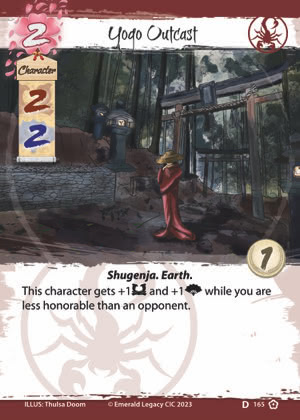 2
Yogo Outcast
Character
2
2
1
Shugenja. Earth.
This character gets +1 and +1 while you are
less honorable than an opponent.
ILLUS: Thulsa Doom © Emerald Legacy CIC 2023 D 165